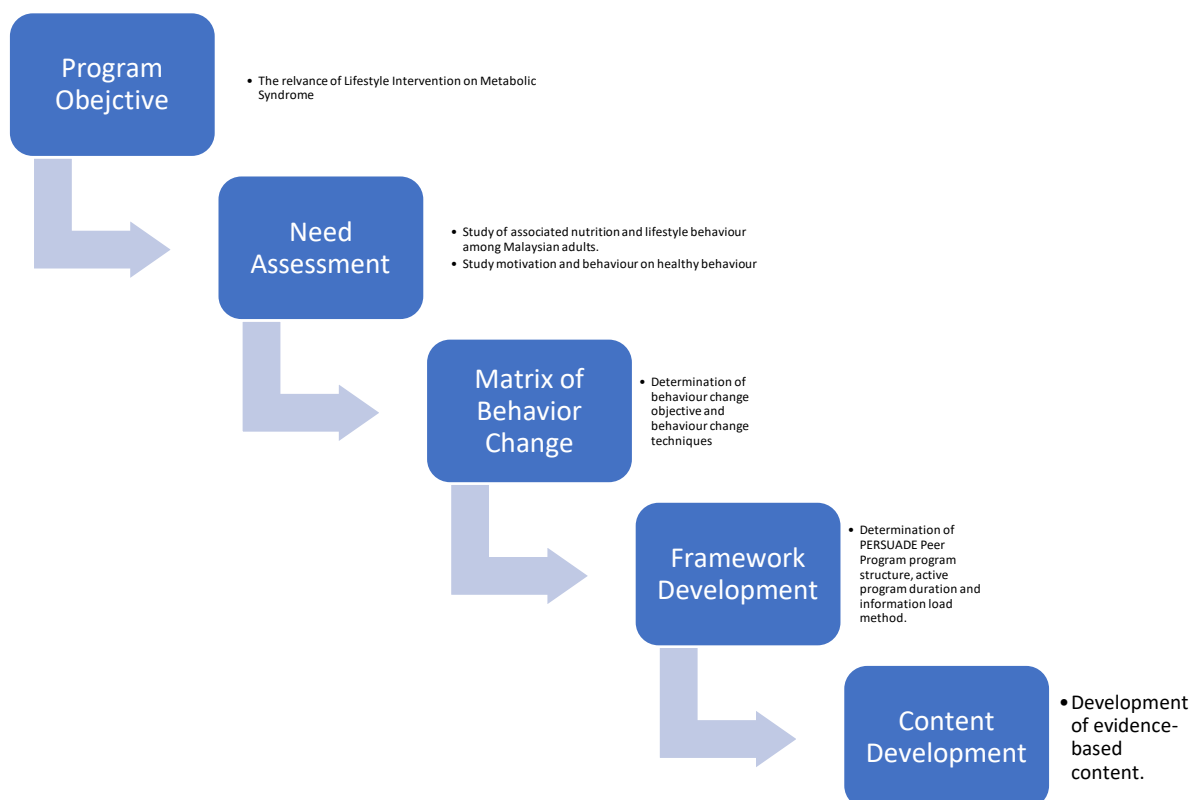 Program
Obejctive
• The relvance of Lifestyle Intervention on Metabolic
Syndrome
Need
Assessment
• Study of associated nutrition and lifestyle behaviour
among Malaysian adults.
• Study motivation and behaviour on healthy behaviour
Matrix of
Behavior
Change
• Determination of
behaviour change
objective and
behaviour change
techniques
Framework
Development
• Determination of
PERSUADE Peer
Program program
structure, active
program duration and
information load
method.
Content
Development
• Development
of evidence-
based
content.